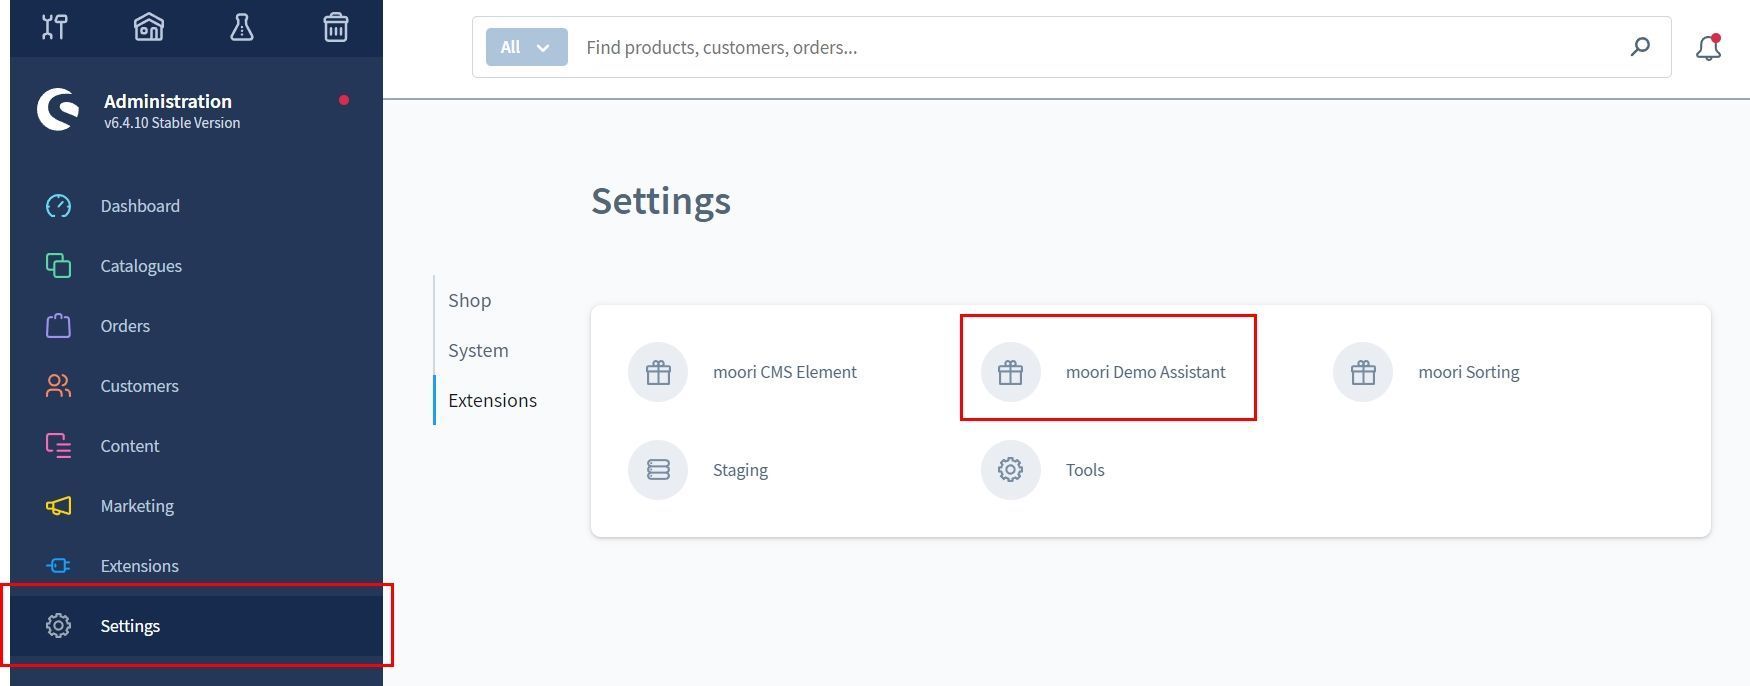 All
Find products, customers, orders...
Administration
v6.4.10 Stable Version
Dashboard
Catalogues
Orders
Customers
Content
Marketing
Extensions
Settings
Settings
Shop
System
Extensions
moori CMS Element
moori Demo Assistant
moori Sorting
Staging
Tools